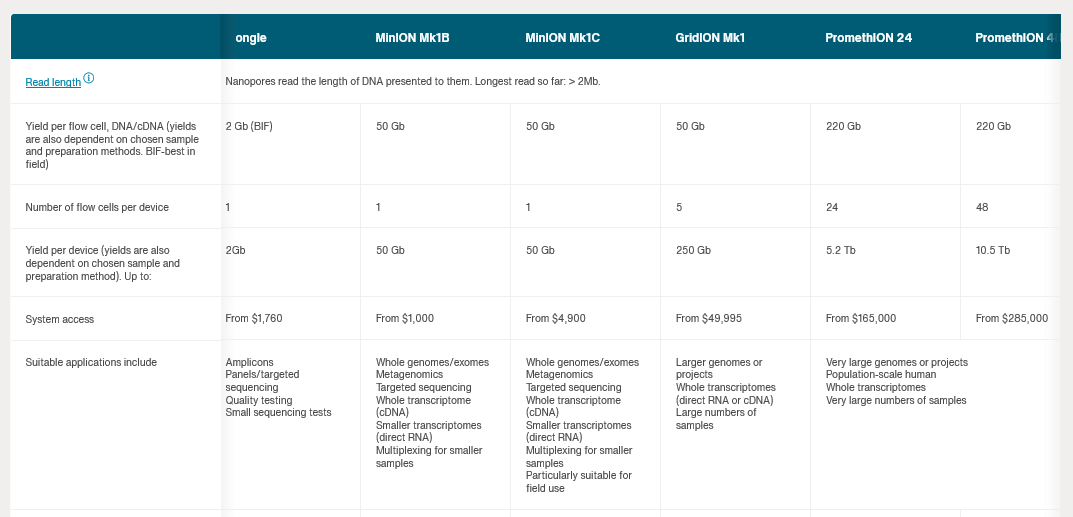 ongle MinION Mk1B MinION Mk1C GridION Mk1 PromethION 24 PromethION 4
Read length ⓘ Nanopores read the length of DNA presented to them. Longest read so far: > 2Mb.
Yield per flow cell, DNA/cDNA (yields
are also dependent on chosen sample
and preparation methods. BIF-best in
field)
2 Gb (BIF) 50 Gb 50 Gb 50 Gb 220 Gb 220 Gb
Number of flow cells per device 1 1 1 5 24 48
Yield per device (yields are also
dependent on chosen sample and
preparation method). Up to:
2Gb 50 Gb 50 Gb 250 Gb 5.2 Tb 10.5 Tb
System access From $1,760 From $1,000 From $4,900 From $49,995 From $165,000 From $285,000
Suitable applications include
Amplicons
Panels/targeted
sequencing
Quality testing
Small sequencing tests
Whole genomes/exomes
Metagenomics
Targeted sequencing
Whole transcriptome
(cDNA)
Smaller transcriptomes
(direct RNA)
Multiplexing for smaller
samples
Whole genomes/exomes
Metagenomics
Targeted sequencing
Whole transcriptome
(cDNA)
Smaller transcriptomes
(direct RNA)
Multiplexing for smaller
samples
Particularly suitable for
field use
Larger genomes or
projects
Whole transcriptomes
(direct RNA or cDNA)
Large numbers of
samples
Very large genomes or projects
Population-scale human
Whole transcriptomes
Very large numbers of samples